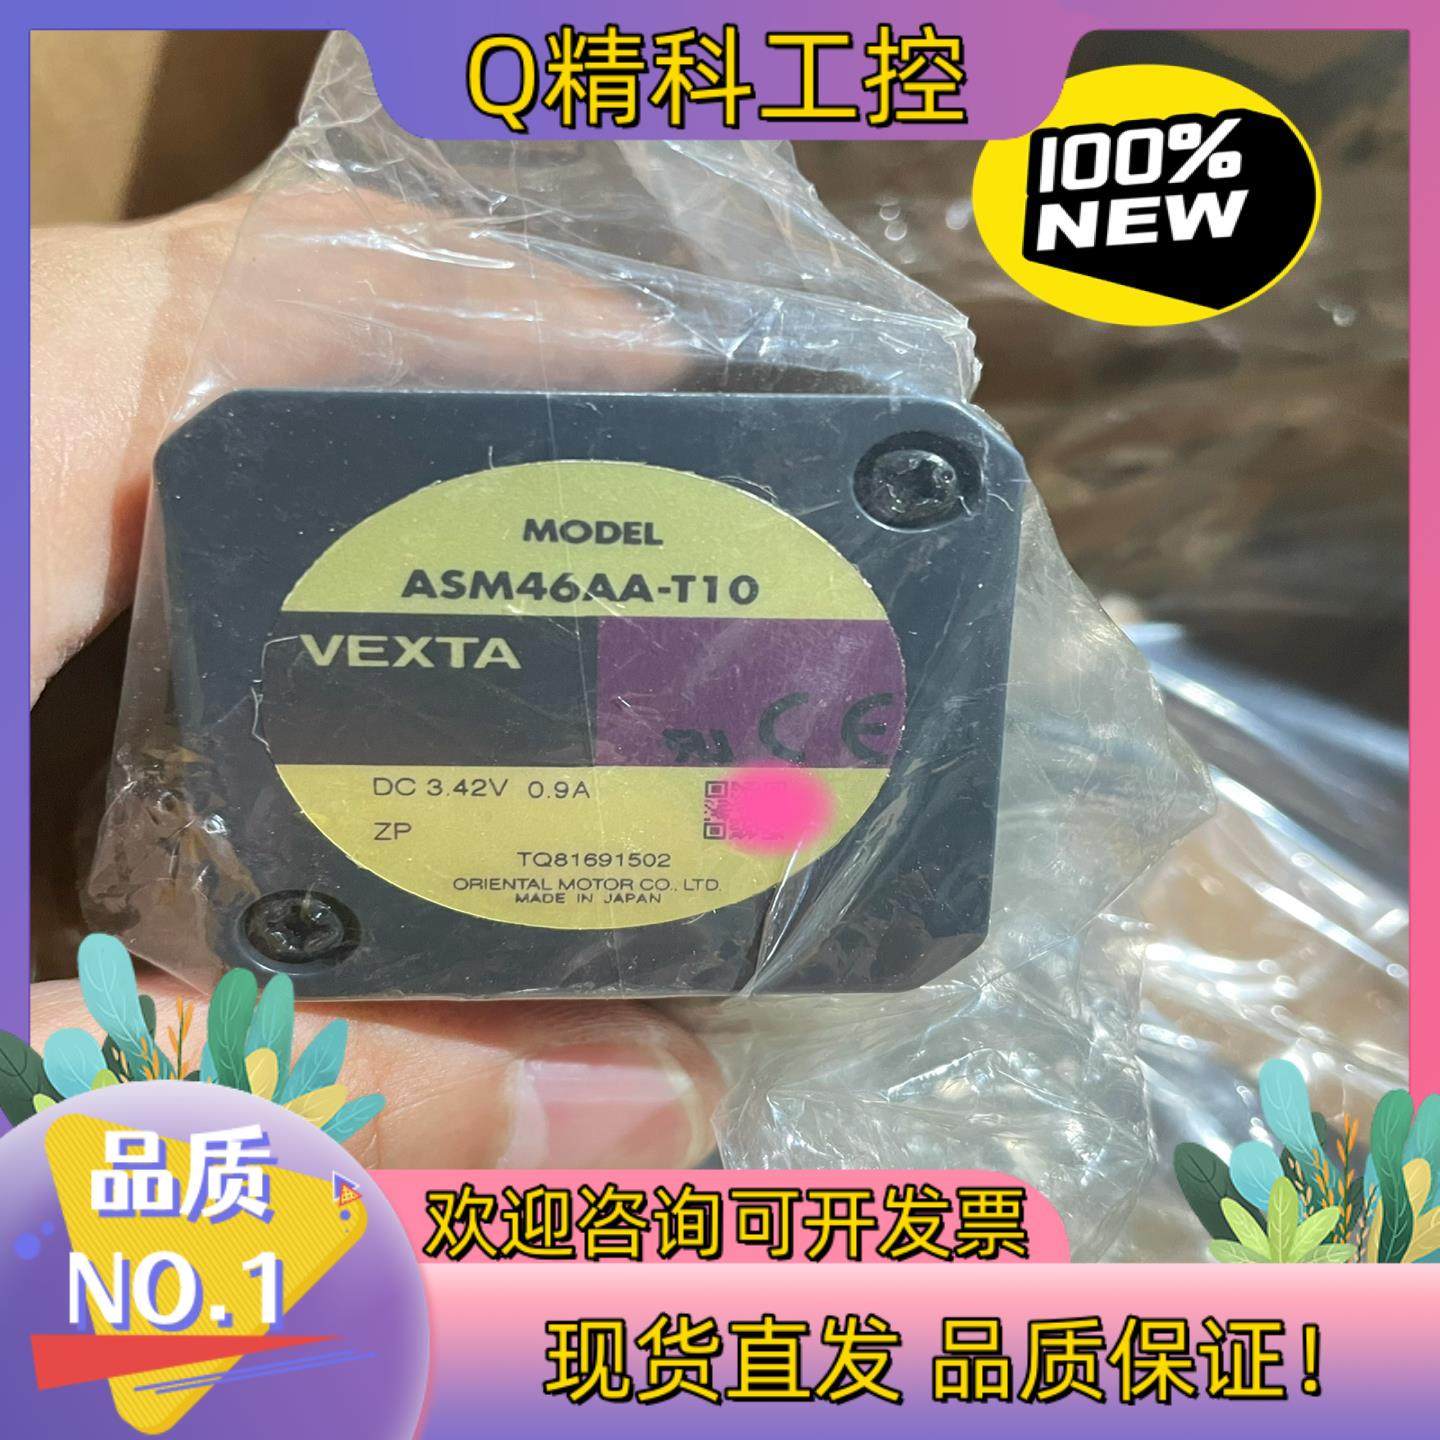 Q精科工控
100%
NEW
MODEL
ASM46AA-T10
VEXTA
CE
DC 3.42V 0.9A
ZP
TQ81691502
ORIENTAL MOTOR CO., LTD.
MADE IN JAPAN
品质
NO.1
欢迎咨询可开发票
现货直发 品质保证！